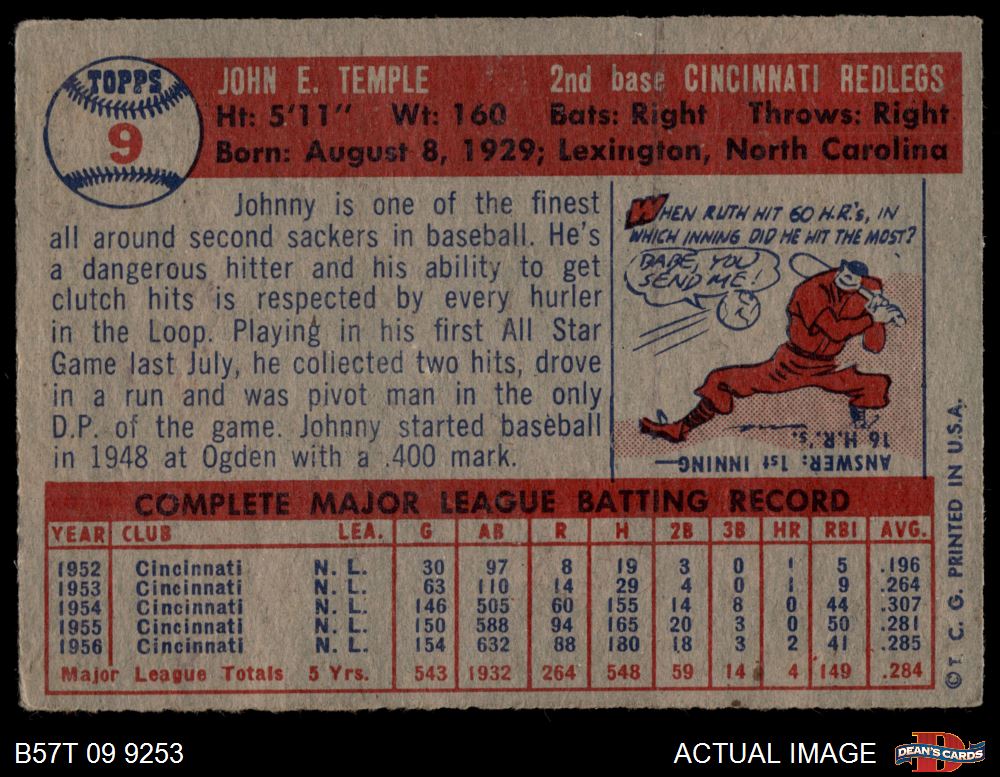 TOPPS
9
JOHN E. TEMPLE 2nd base CINCINNATI REDLEGS
Ht: 5'11" Wt: 160 Bats: Right Throws: Right
Born: August 8, 1929; Lexington, North Carolina
Johnny is one of the finest
all around second sackers in baseball. He's
a dangerous hitter and his ability to get
clutch hits is respected by every hurler
in the Loop. Playing in his first All Star
Game last July, he collected two hits, drove
in a run and was pivot man in the only
D.P. of the game. Johnny started baseball
in 1948 at Ogden with a .400 mark.
WHEN RUTH HIT 60 H.R.'s, IN
WHICH INNING DID HE HIT THE MOST?
BABE, YOU
SEND ME!
ANSWER: 1st INNING—
16 H.R.'s.
COMPLETE MAJOR LEAGUE BATTING RECORD
YEAR CLUB LEA. G AB R H 2B 3B HR RBI AVG.
1952 Cincinnati N. L. 30 97 8 19 3 0 1 5 .196
1953 Cincinnati N. L. 63 110 14 29 4 0 1 9 .264
1954 Cincinnati N. L. 146 505 60 155 14 8 0 44 .307
1955 Cincinnati N. L. 150 588 94 165 20 3 0 50 .281
1956 Cincinnati N. L. 154 632 88 180 18 3 2 41 .285
Major League Totals 5 Yrs. 543 1932 264 548 59 14 4 149 .284
© T. C. G. PRINTED IN U.S.A.
B57T 09 9253
ACTUAL IMAGE
DEAN'S CARDS